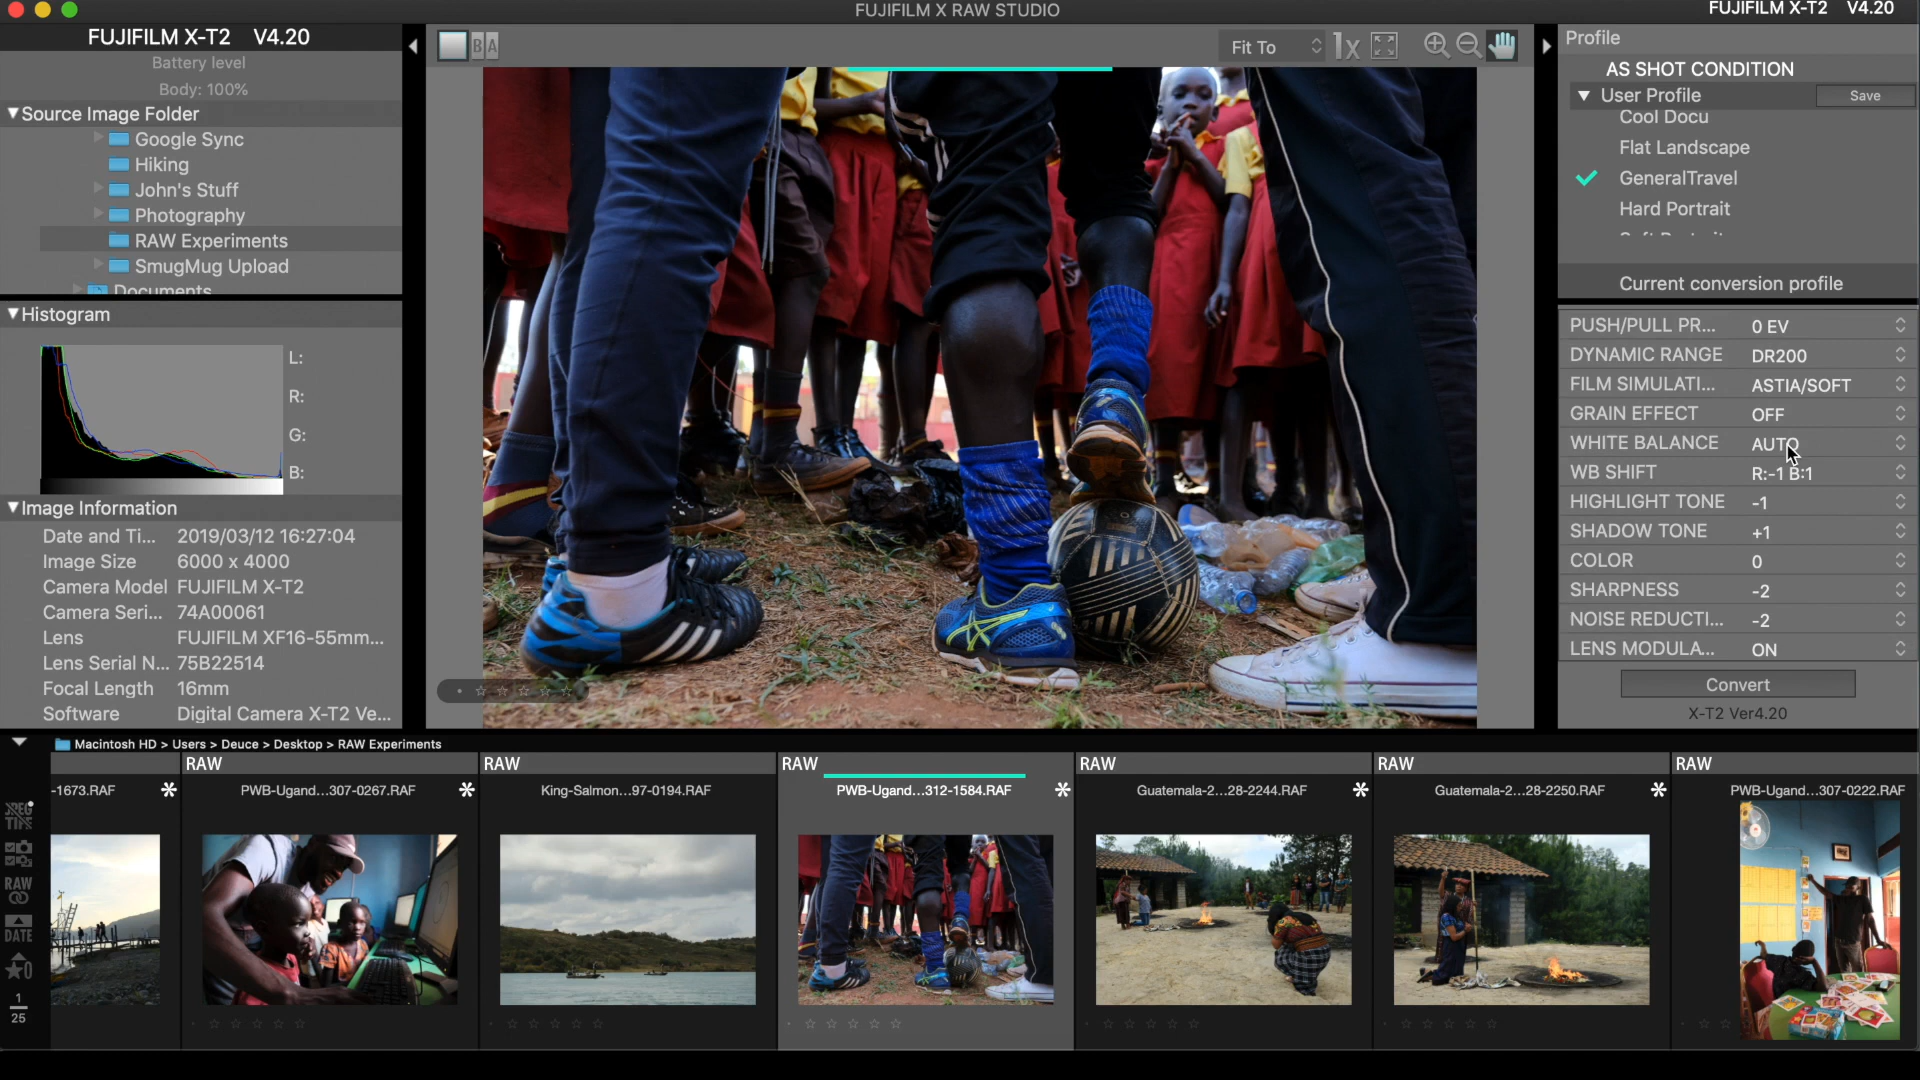 FUJIFILM X RAW STUDIO
FUJIFILM X-T2 V4.20
FUJIFILM X-T2 V4.20
Battery level
Body: 100%
Source Image Folder
Google Sync
Hiking
John's Stuff
Photography
RAW Experiments
SmugMug Upload
Documents
Histogram
L:
R:
G:
B:
Image Information
Date and Ti... 2019/03/12 16:27:04
Image Size 6000 x 4000
Camera Model FUJIFILM X-T2
Camera Seri... 74A00061
Lens FUJIFILM XF16-55mm...
Lens Serial N... 75B22514
Focal Length 16mm
Software Digital Camera X-T2 Ve...
B A
Fit To
1x
Profile
AS SHOT CONDITION
User Profile Save
Cool Docu
Flat Landscape
GeneralTravel
Hard Portrait
Current conversion profile
PUSH/PULL PR... 0 EV
DYNAMIC RANGE DR200
FILM SIMULATI... ASTIA/SOFT
GRAIN EFFECT OFF
WHITE BALANCE AUTO
WB SHIFT R:-1 B:1
HIGHLIGHT TONE -1
SHADOW TONE +1
COLOR 0
SHARPNESS -2
NOISE REDUCTI... -2
LENS MODULA... ON
Convert
X-T2 Ver4.20
Macintosh HD > Users > Deuce > Desktop > RAW Experiments
RAW RAW RAW RAW RAW RAW
-1673.RAF PWB-Ugand...307-0267.RAF King-Salmon...97-0194.RAF PWB-Ugand...312-1584.RAF Guatemala-2...28-2244.RAF Guatemala-2...28-2250.RAF PWB-Ugand...307-0222.RAF
RAW
DATE
0
1
25